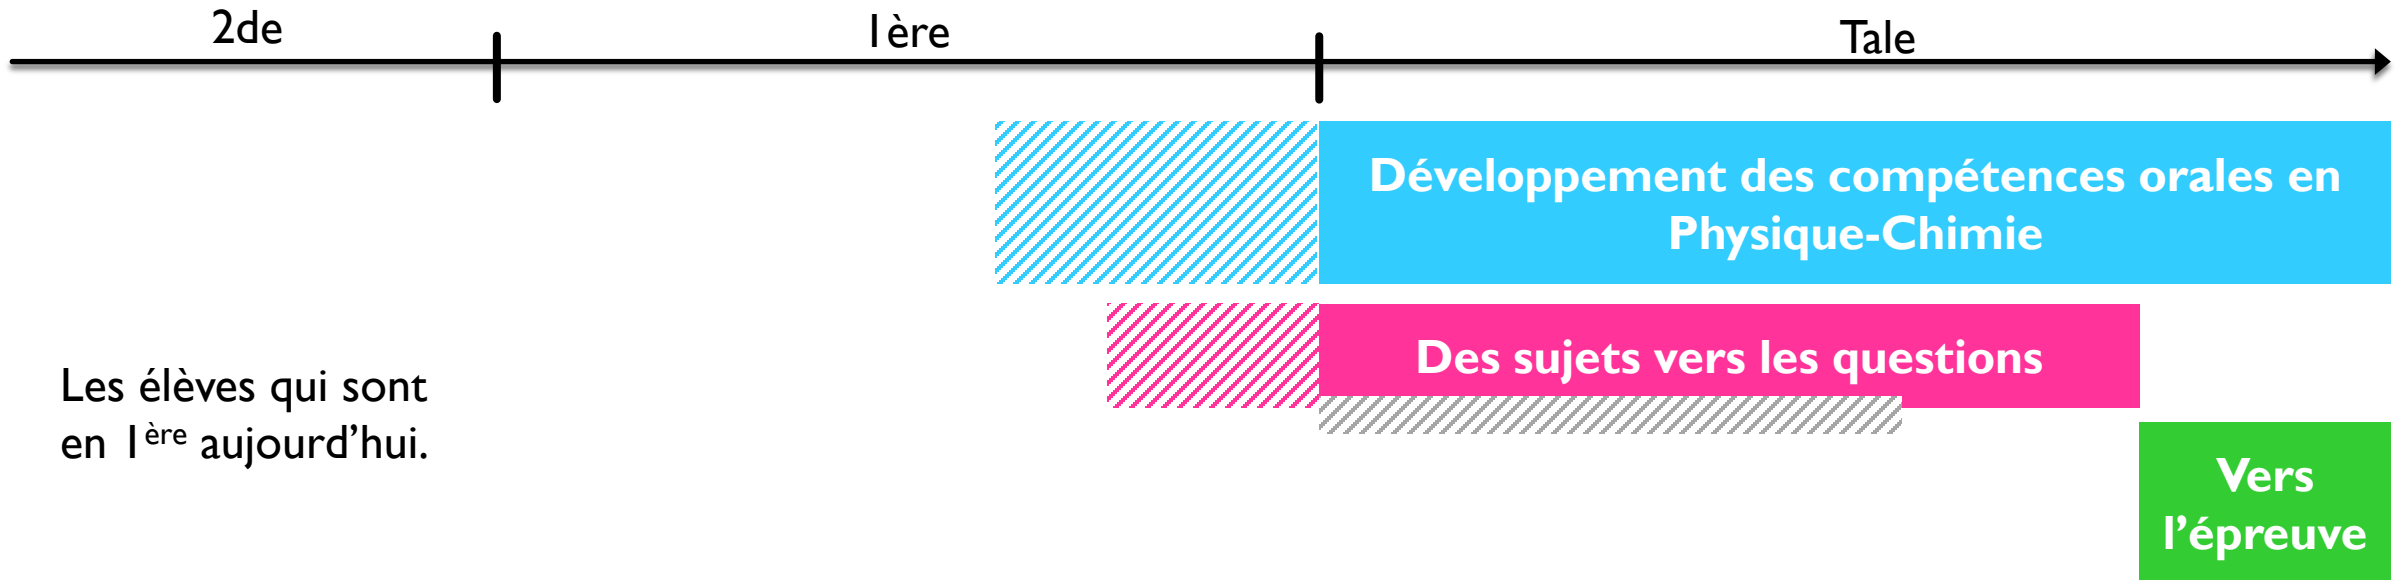 2de
1ère
Tale
Développement des compétences orales en
Physique-Chimie
Des sujets vers les questions
Les élèves qui sont
en 1ère aujourd’hui.
Vers
l’épreuve